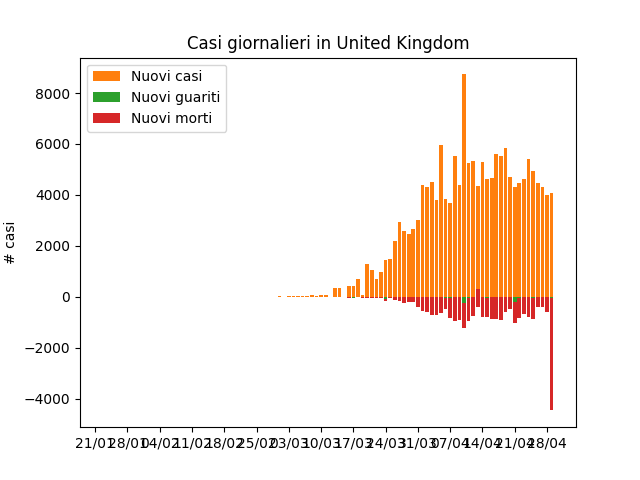 Casi giornalieri in United Kingdom
Nuovi casi
Nuovi guariti
Nuovi morti
# casi
8000
6000
4000
2000
0
−2000
−4000
21/01 28/01 04/02 11/02 18/02 25/02 03/03 10/03 17/03 24/03 31/03 07/04 14/04 21/04 28/04